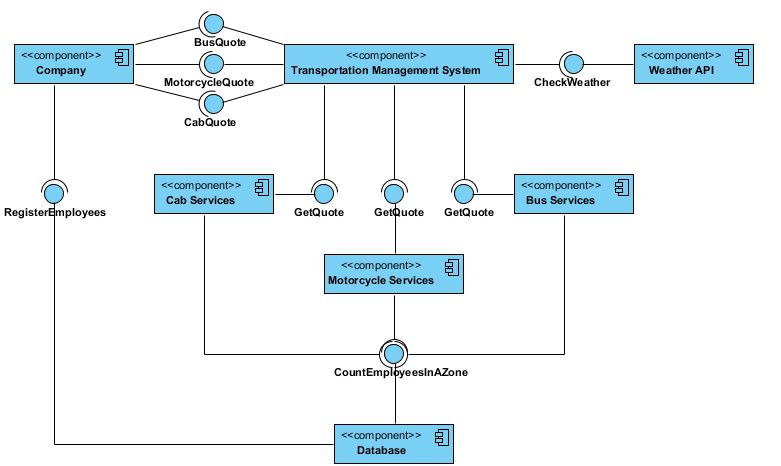 BusQuote
<<component>>
Company
MotorcycleQuote
<<component>>
Transportation Management System
CheckWeather
<<component>>
Weather API
CabQuote
RegisterEmployees
<<component>>
Cab Services
GetQuote
GetQuote
GetQuote
<<component>>
Bus Services
<<component>>
Motorcycle Services
CountEmployeesInAZone
<<component>>
Database